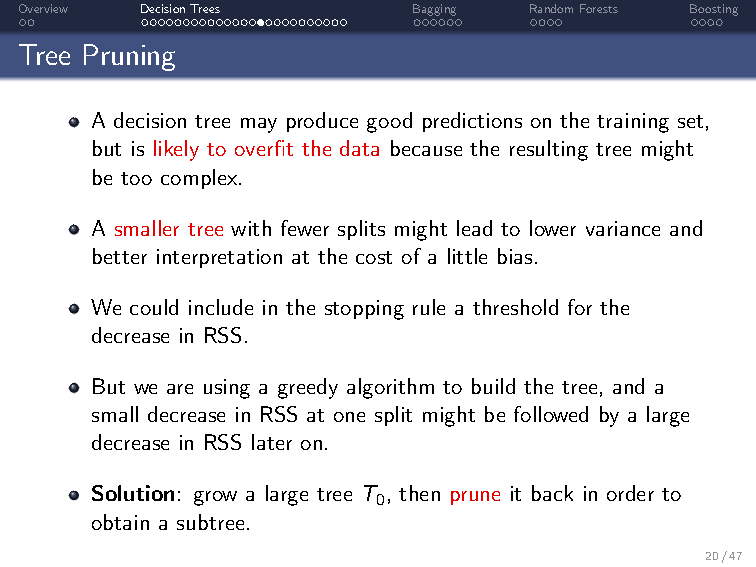 Overview Decision Trees Bagging Random Forests Boosting
Tree Pruning
A decision tree may produce good predictions on the training set,
but is likely to overfit the data because the resulting tree might
be too complex.
A smaller tree with fewer splits might lead to lower variance and
better interpretation at the cost of a little bias.
We could include in the stopping rule a threshold for the
decrease in RSS.
But we are using a greedy algorithm to build the tree, and a
small decrease in RSS at one split might be followed by a large
decrease in RSS later on.
Solution: grow a large tree T₀, then prune it back in order to
obtain a subtree.
20 / 47